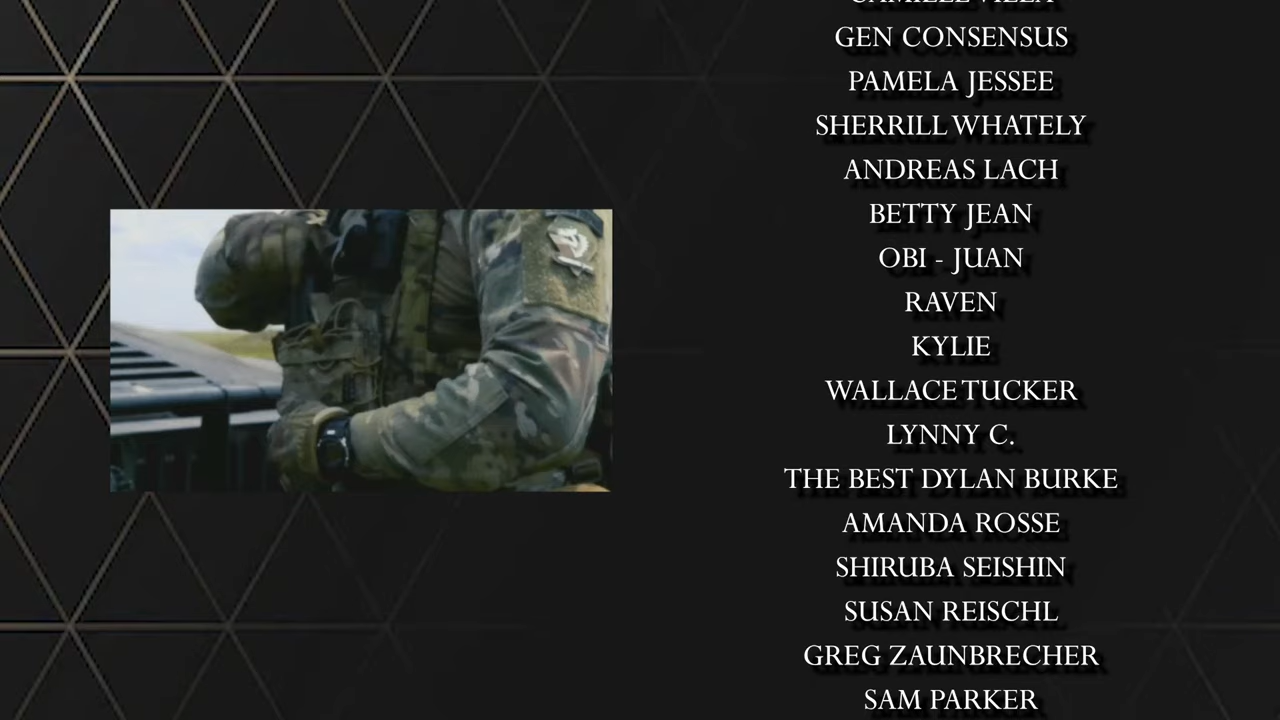 GEN CONSENSUS
PAMELA JESSEE
SHERRILL WHATELY
ANDREAS LACH
BETTY JEAN
OBI - JUAN
RAVEN
KYLIE
WALLACE TUCKER
LYNNY C.
THE BEST DYLAN BURKE
AMANDA ROSSE
SHIRUBA SEISHIN
SUSAN REISCHL
GREG ZAUNBRECHER
SAM PARKER